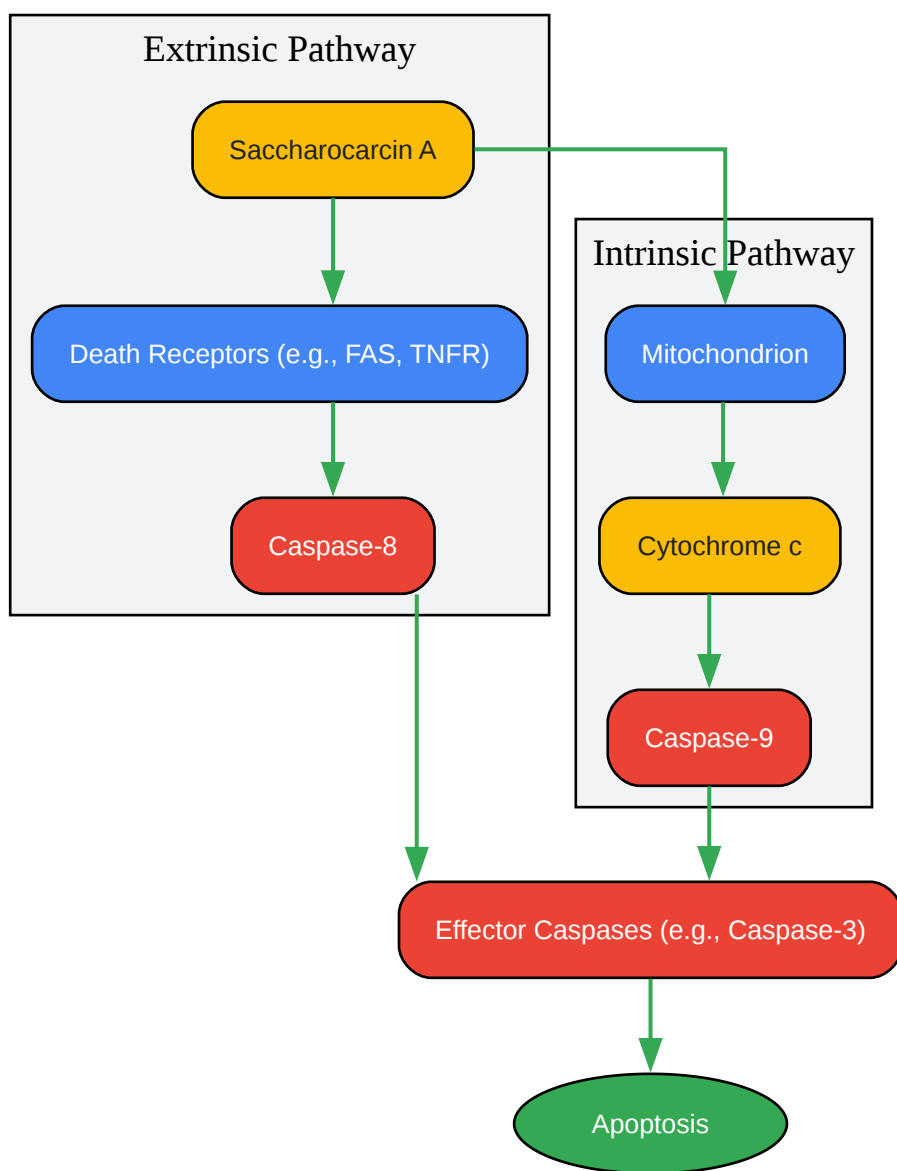 Extrinsic Pathway
Saccharocarcin A
Death Receptors (e.g., FAS, TNFR)
Caspase-8
Intrinsic Pathway
Mitochondrion
Cytochrome c
Caspase-9
Effector Caspases (e.g., Caspase-3)
Apoptosis